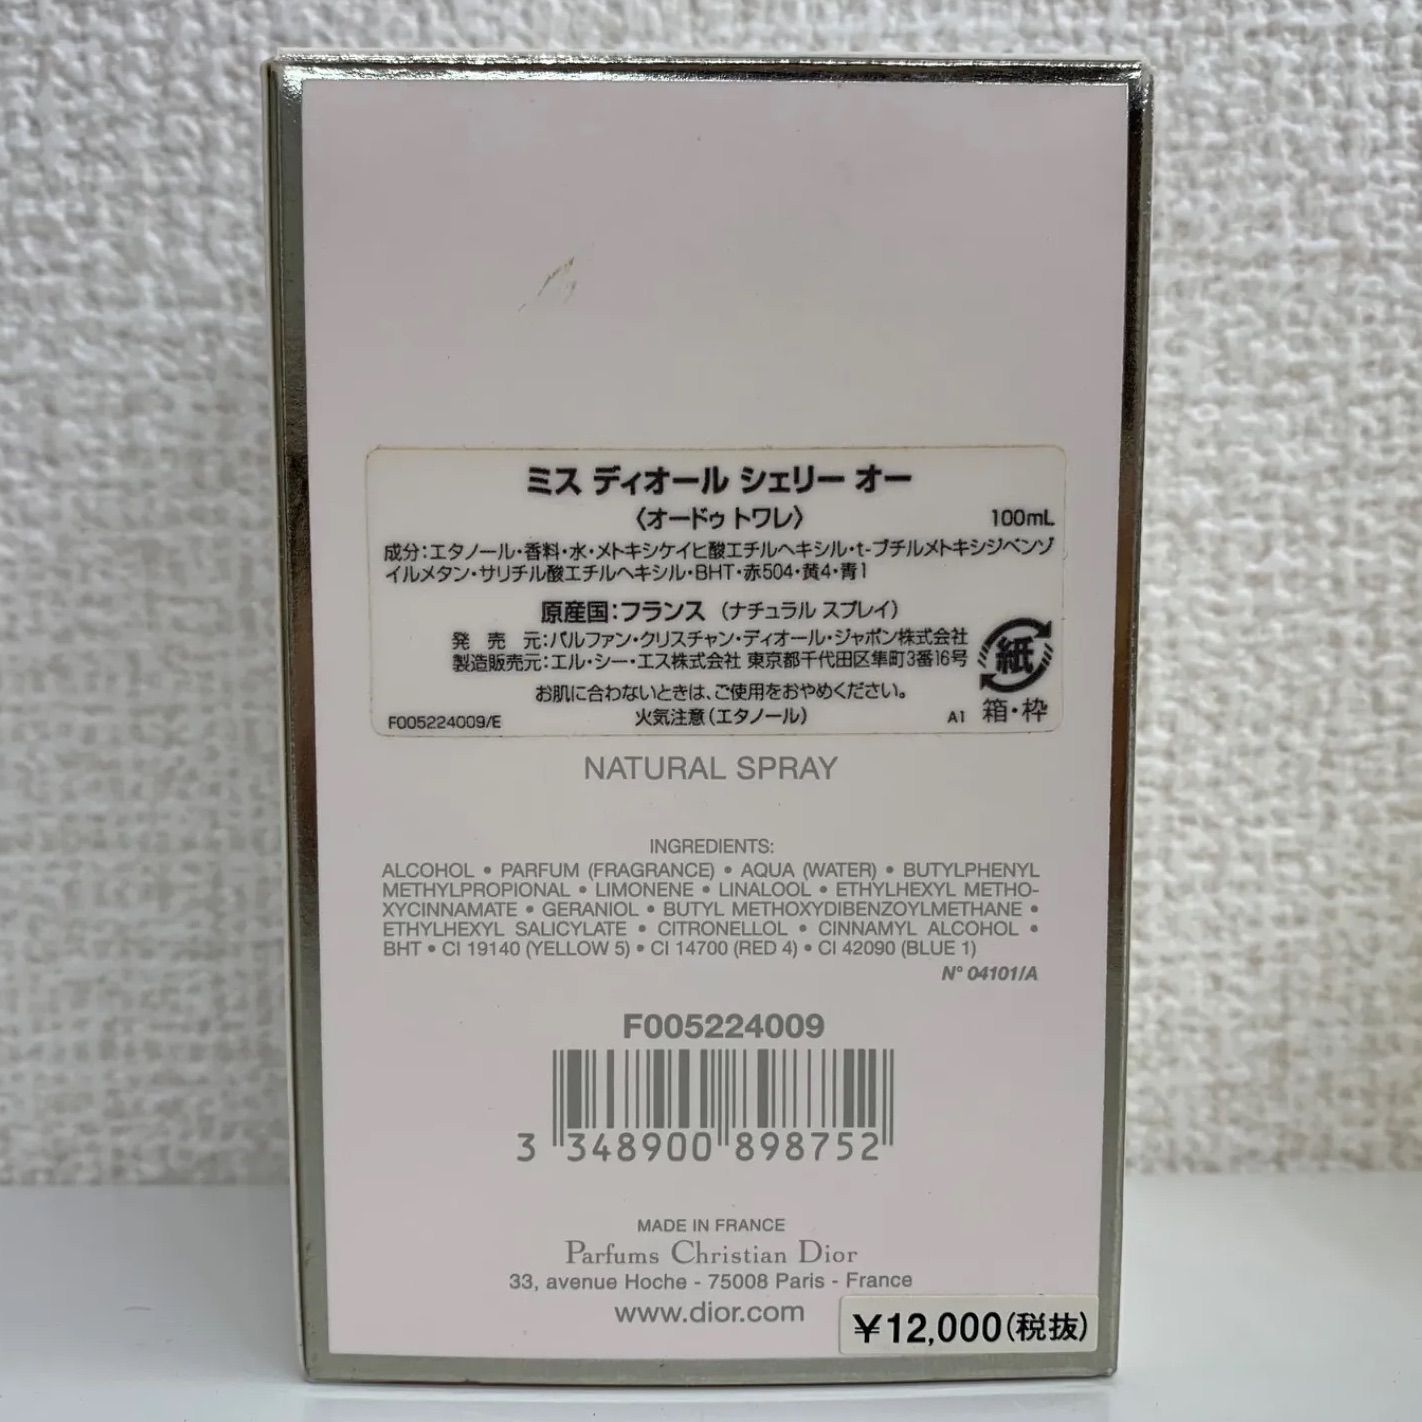 ミス ディオール シェリー オー
〈オードゥ トワレ〉 100mL
成分：エタノール・香料・水・メトキシケイヒ酸エチルヘキシル・t-ブチルメトキシジベンゾ
イルメタン・サリチル酸エチルヘキシル・BHT・赤504・黄4・青1
原産国：フランス（ナチュラル スプレイ）
発 売 元：パルファン・クリスチャン・ディオール・ジャポン株式会社
製造販売元：エル・シー・エス株式会社 東京都千代田区隼町3番16号
紙
お肌に合わないときは、ご使用をおやめください。
F005224009/E 火気注意（エタノール） A1 箱・枠
NATURAL SPRAY
INGREDIENTS:
ALCOHOL • PARFUM (FRAGRANCE) • AQUA (WATER) • BUTYLPHENYL
METHYLPROPIONAL • LIMONENE • LINALOOL • ETHYLHEXYL METHO-
XYCINNAMATE • GERANIOL • BUTYL METHOXYDIBENZOYLMETHANE •
ETHYLHEXYL SALICYLATE • CITRONELLOL • CINNAMYL ALCOHOL •
BHT • CI 19140 (YELLOW 5) • CI 14700 (RED 4) • CI 42090 (BLUE 1)
N° 04101/A
F005224009
3 348900 898752
MADE IN FRANCE
Parfums Christian Dior
33, avenue Hoche - 75008 Paris - France
www.dior.com
¥12,000(税抜)